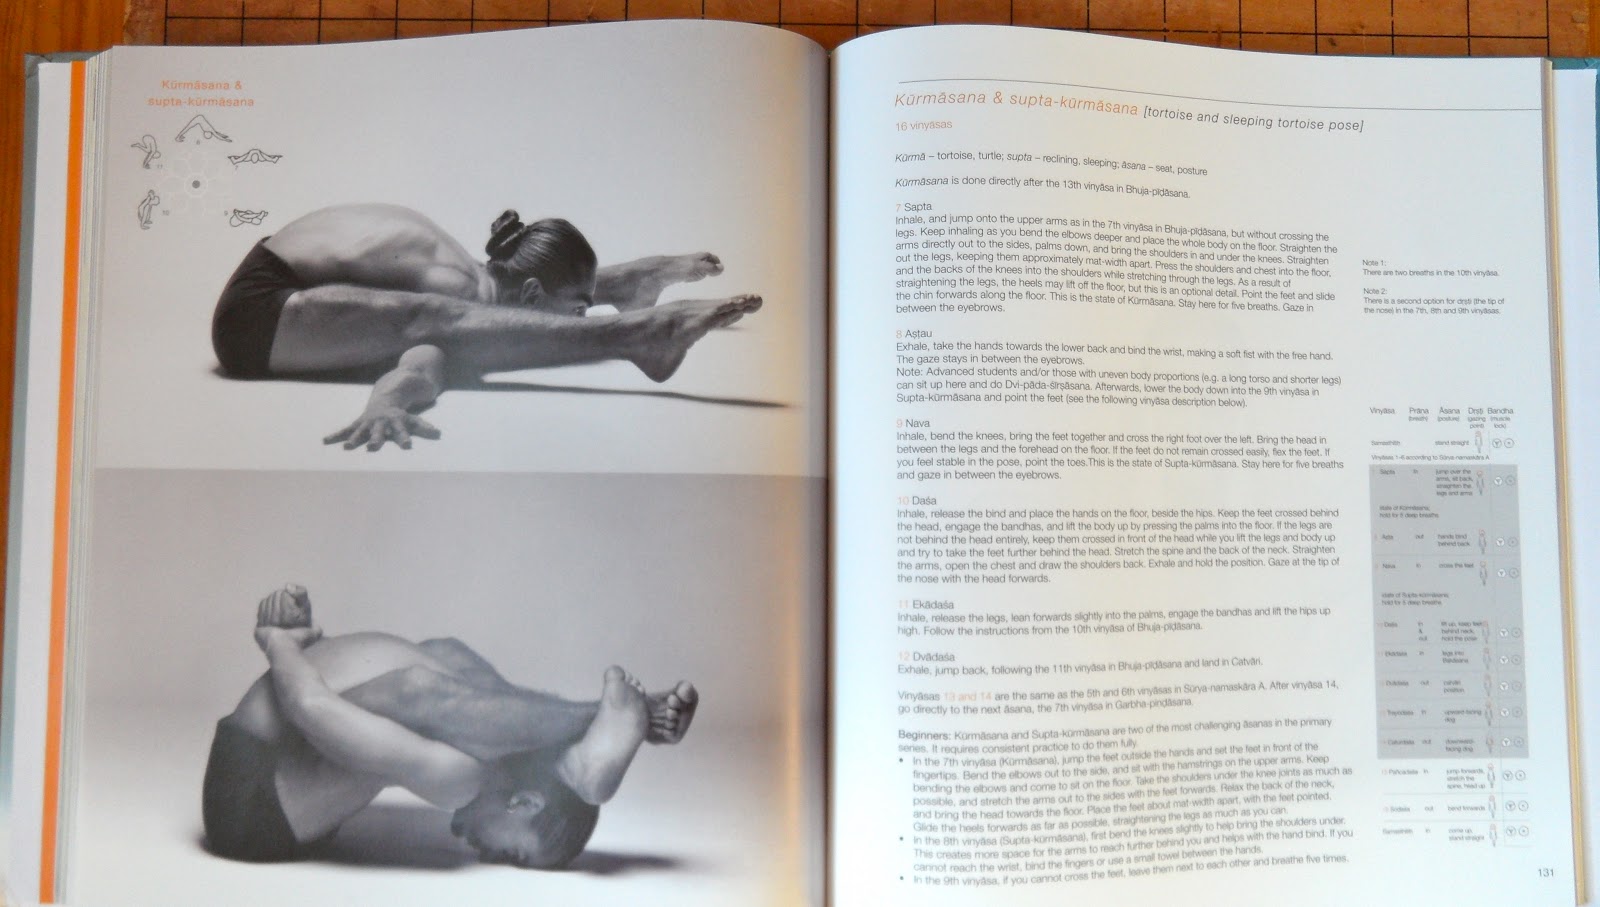 Kūrmāsana &
supta-kūrmāsana
8
7
9
10
11
Kūrmāsana & supta-kūrmāsana [tortoise and sleeping tortoise pose]
16 vinyāsas
Kūrmā – tortoise, turtle; supta – reclining, sleeping; āsana – seat, posture
Kūrmāsana is done directly after the 13th vinyāsa in Bhuja-pīḍāsana.
7 Sapta
Inhale, and jump onto the upper arms as in the 7th vinyāsa in Bhuja-pīḍāsana, but without crossing the
legs. Keep inhaling as you bend the elbows deeper and place the whole body on the floor. Straighten the
arms directly out to the sides, palms down, and bring the shoulders in and under the knees. Straighten
out the legs, keeping them approximately mat-width apart. Press the shoulders and chest into the floor,
and the backs of the knees into the shoulders while stretching through the legs. As a result of
straightening the legs, the heels may lift off the floor, but this is an optional detail. Point the feet and slide
the chin forwards along the floor. This is the state of Kūrmāsana. Stay here for five breaths. Gaze in
between the eyebrows.
8 Aṣṭau
Exhale, take the hands towards the lower back and bind the wrist, making a soft fist with the free hand.
The gaze stays in between the eyebrows.
Note: Advanced students and/or those with uneven body proportions (e.g. a long torso and shorter legs)
can sit up here and do Dvi-pāda-śīrṣāsana. Afterwards, lower the body down into the 9th vinyāsa in
Supta-kūrmāsana and point the feet (see the following vinyāsa description below).
9 Nava
Inhale, bend the knees, bring the feet together and cross the right foot over the left. Bring the head in
between the legs and the forehead on the floor. If the feet do not remain crossed easily, flex the feet. If
you feel stable in the pose, point the toes.This is the state of Supta-kūrmāsana. Stay here for five breaths
and gaze in between the eyebrows.
10 Daśa
Inhale, release the bind and place the hands on the floor, beside the hips. Keep the feet crossed behind
the head, engage the bandhas, and lift the body up by pressing the palms into the floor. If the legs are
not behind the head entirely, keep them crossed in front of the head while you lift the legs and body up
and try to take the feet further behind the head. Stretch the spine and the back of the neck. Straighten
the arms, open the chest and draw the shoulders back. Exhale and hold the position. Gaze at the tip of
the nose with the head forwards.
11 Ekādaśa
Inhale, release the legs, lean forwards slightly into the palms, engage the bandhas and lift the hips up
high. Follow the instructions from the 10th vinyāsa of Bhuja-pīḍāsana.
12 Dvādaśa
Exhale, jump back, following the 11th vinyāsa in Bhuja-pīḍāsana and land in Catvāri.
Vinyāsas 13 and 14 are the same as the 5th and 6th vinyāsas in Sūrya-namaskāra A. After vinyāsa 14,
go directly to the next āsana, the 7th vinyāsa in Garbha-piṇḍāsana.
Beginners: Kūrmāsana and Supta-kūrmāsana are two of the most challenging āsanas in the primary
series. It requires consistent practice to do them fully.
• In the 7th vinyāsa (Kūrmāsana), jump the feet outside the hands and set the feet in front of the
fingertips. Bend the elbows out to the side, and sit with the hamstrings on the upper arms. Keep
bending the elbows and come to sit on the floor. Take the shoulders under the knee joints as much as
possible, and stretch the arms out to the sides with the feet forwards. Relax the back of the neck,
and bring the head towards the floor. Place the feet about mat-width apart, with the feet pointed.
Glide the heels forwards as far as possible, straightening the legs as much as you can.
• In the 8th vinyāsa (Supta-kūrmāsana), first bend the knees slightly to help bring the shoulders under.
This creates more space for the arms to reach further behind you and helps with the hand bind. If you
cannot reach the wrist, bind the fingers or use a small towel between the hands.
• In the 9th vinyāsa, if you cannot cross the feet, leave them next to each other and breathe five times.
Note 1:
There are two breaths in the 10th vinyāsa.
Note 2:
There is a second option for dṛṣṭi (the tip of
the nose) in the 7th, 8th and 9th vinyāsas.
Vinyāsa Prāṇa Āsana Dṛṣṭi Bandha
(breath) (posture) (gazing (muscle
point) lock)
Samasthitiḥ stand straight
Vinyāsas 1–6 according to Sūrya-namaskāra A
7 Sapta in jump over the
arms, sit back,
straighten the
legs and arms
state of Kūrmāsana;
hold for 5 deep breaths
8 out hands bind
behind back
9 Nava in cross the feet
state of Supta-kūrmāsana;
hold for 5 deep breaths
10 Daśa in lift up, keep feet
& behind neck,
out hold the pose
11 Ekādaśa in
12 Dvādaśa out
position
in upward-facing
dog
out downward-
facing dog
in jump forwards,
stretch the
spine, head up
out bend forwards
Samasthitiḥ in come up,
stand straight
131